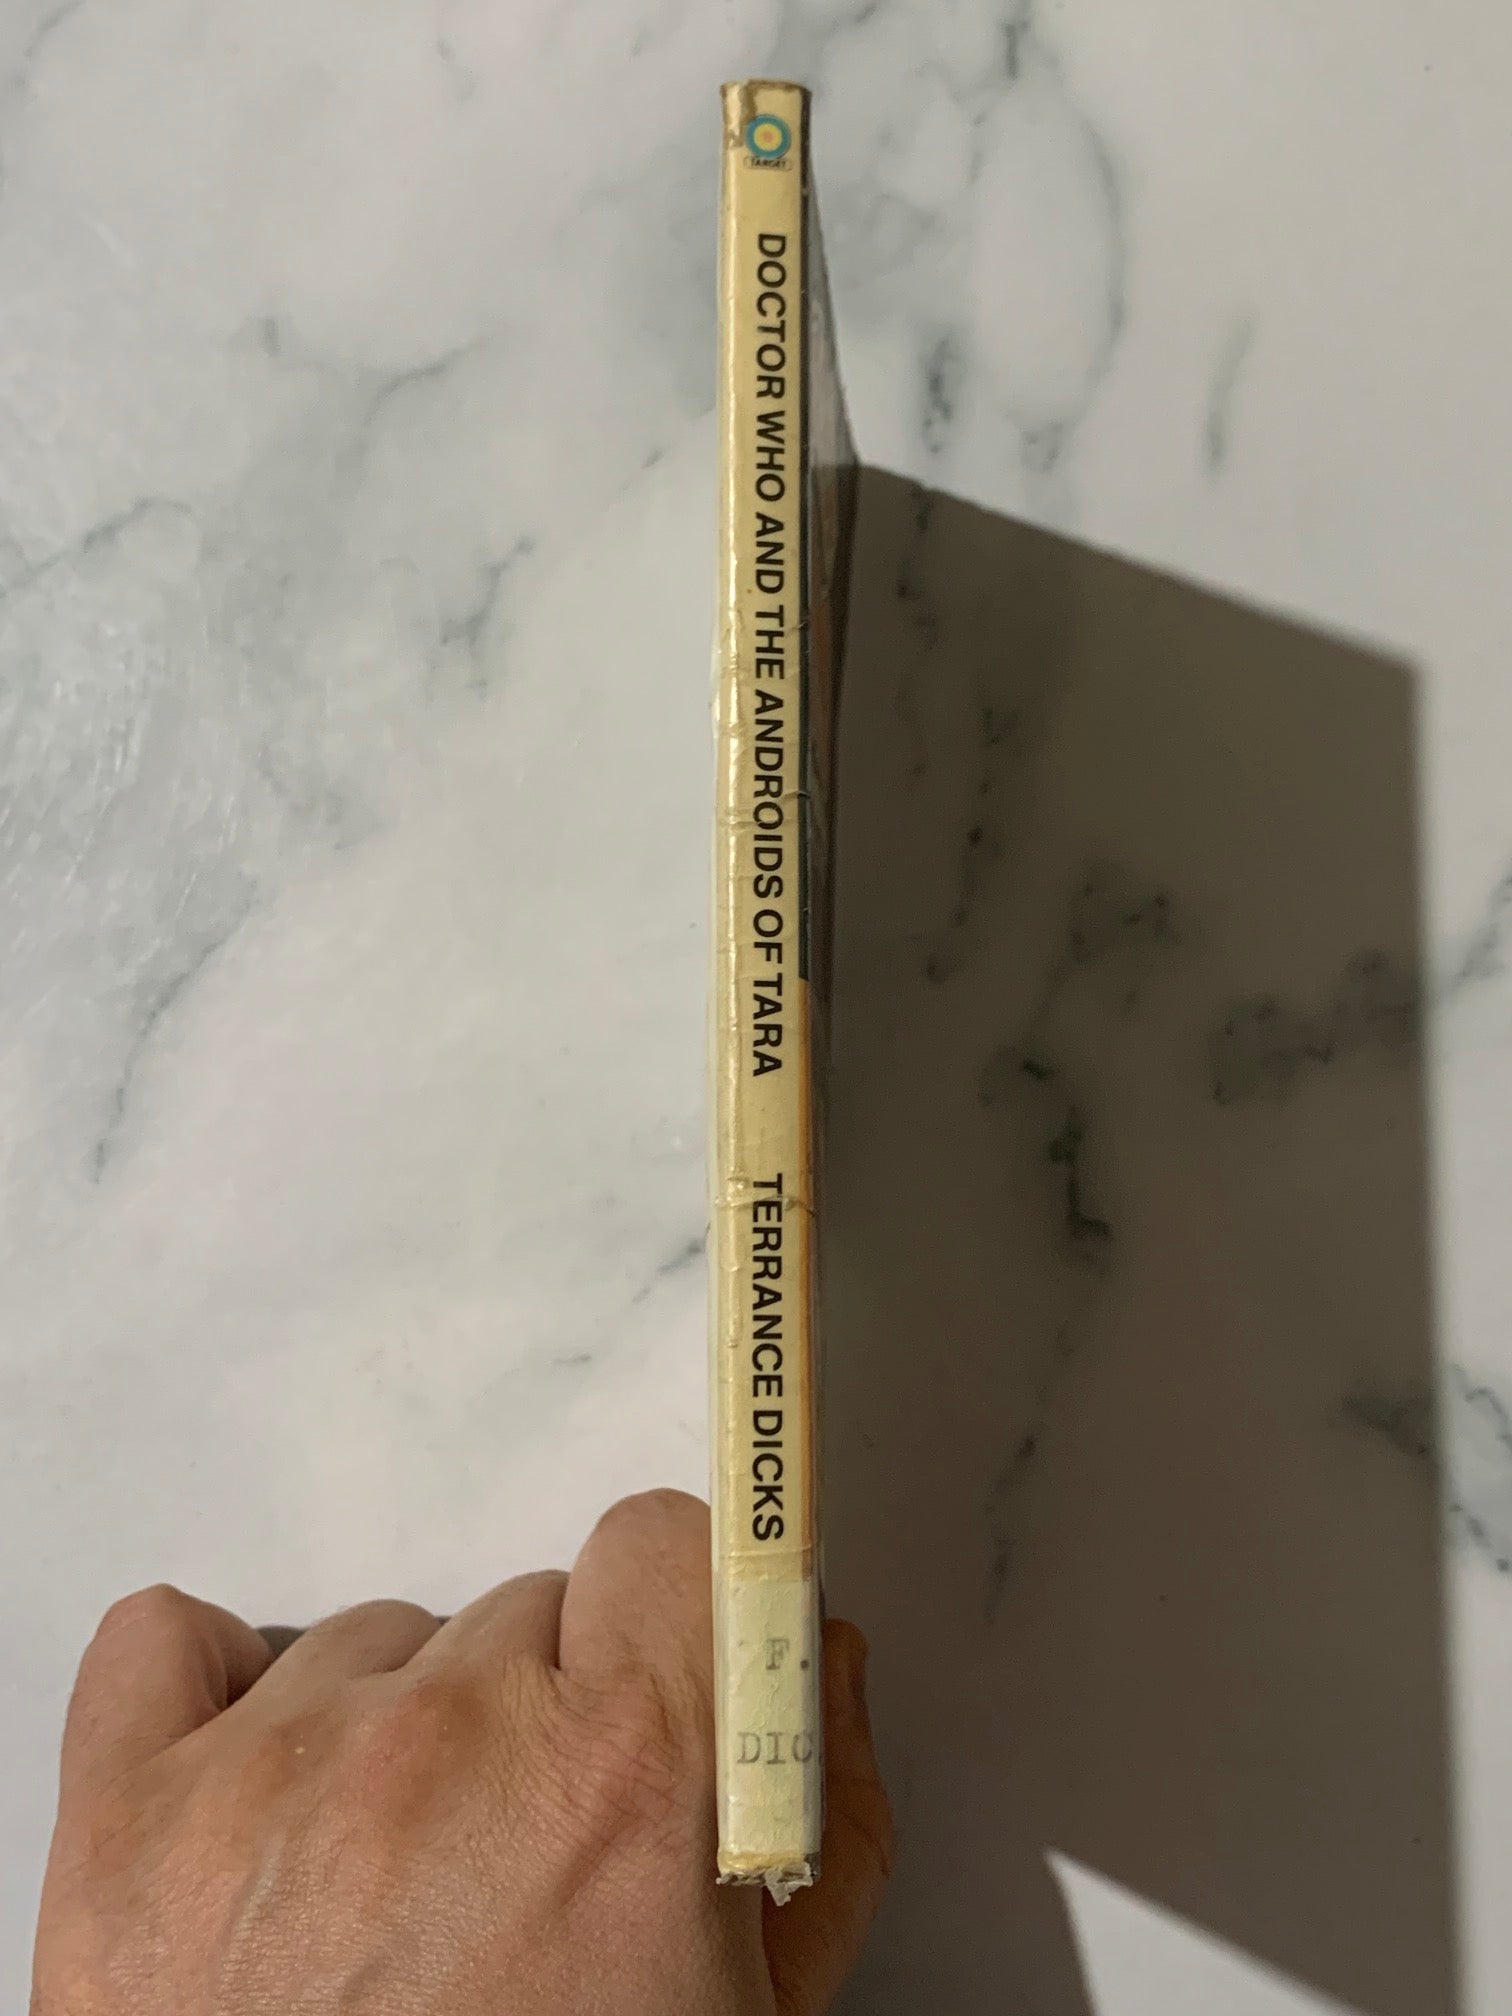 TARGET
DOCTOR WHO AND THE ANDROIDS OF TARA TERRANCE DICKS
F.
DIC